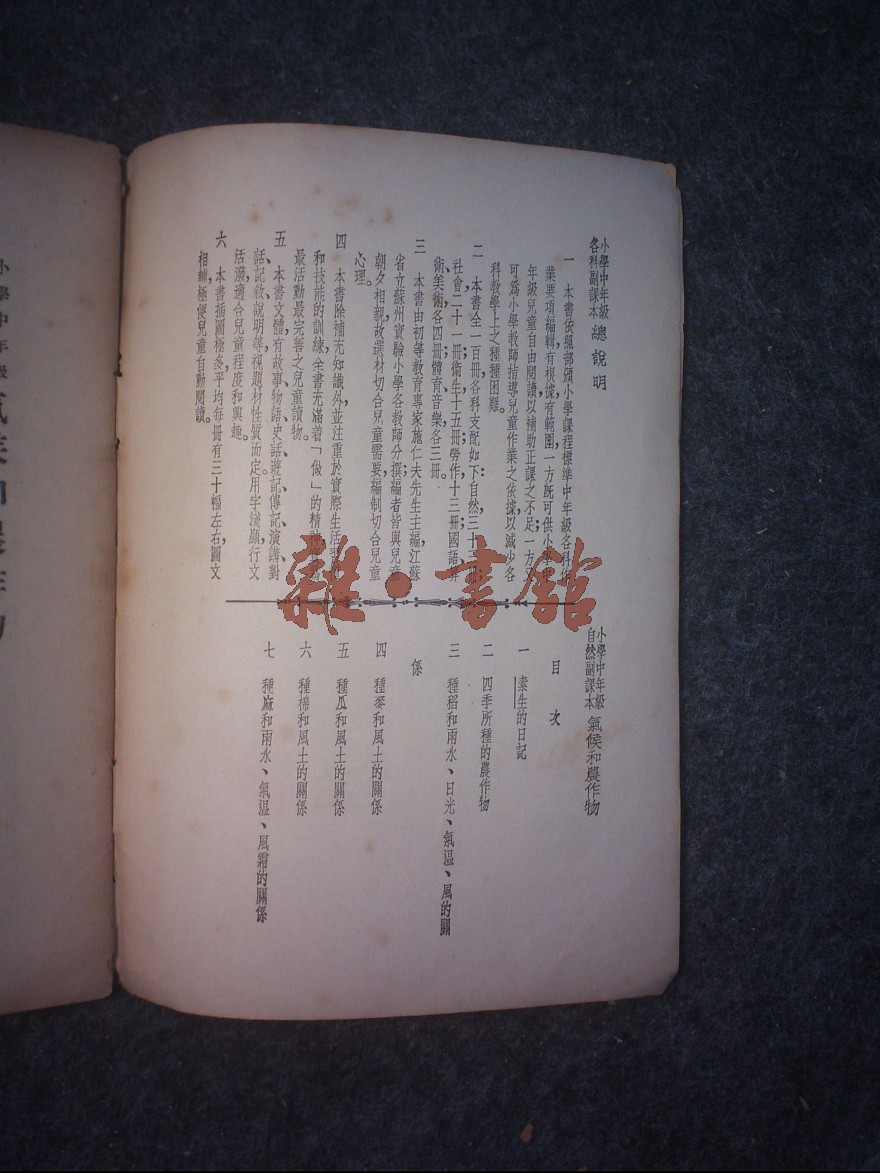 小學中年級
各科副課本 總說明
一 本書依照部頒小學課程標準中年級各科作
業要項編輯有根據有範圍一方旣可供小學中
年級兒童自由閱讀以補助正課之不足一方又
可爲小學教師指導兒童作業之依據以減少各
科教學上之種種困難。
二 本書全一百冊各科支配如下自然三十三冊,
社會二十一冊衞生十五冊勞作十三冊國語算
術美術各四冊體育音樂各三冊。
三 本書由初等教育專家施仁夫先生主編江蘇
省立蘇州實驗小學各教師分撰編者皆與兒童
朝夕相親故選材切合兒童需要編制切合兒童
心理。
四 本書除補充知識外並注重於實際生活
和技能的訓練全書充滿着「做」的精神
最活動最完善之兒童讀物。
五 本書文體有故事、物語、史話、遊記、傳記、演講、對
話、記敘說明等視題材性質而定用字淺顯行文
活潑適合兒童程度和興趣。
六 本書插圖極多平均每冊有三十幅左右圖文
相輔極便兒童自動閱讀。
小學中年級
自然副課本 氣候和農作物
目 次
一 素生的日記
二 四季所種的農作物
三 種稻和雨水、日光、氣溫、風的關
係
四 種麥和風土的關係
五 種瓜和風土的關係
六 種棉和風土的關係
七 種麻和雨水、氣溫、風霜的關係
小學中年級
雜·書館